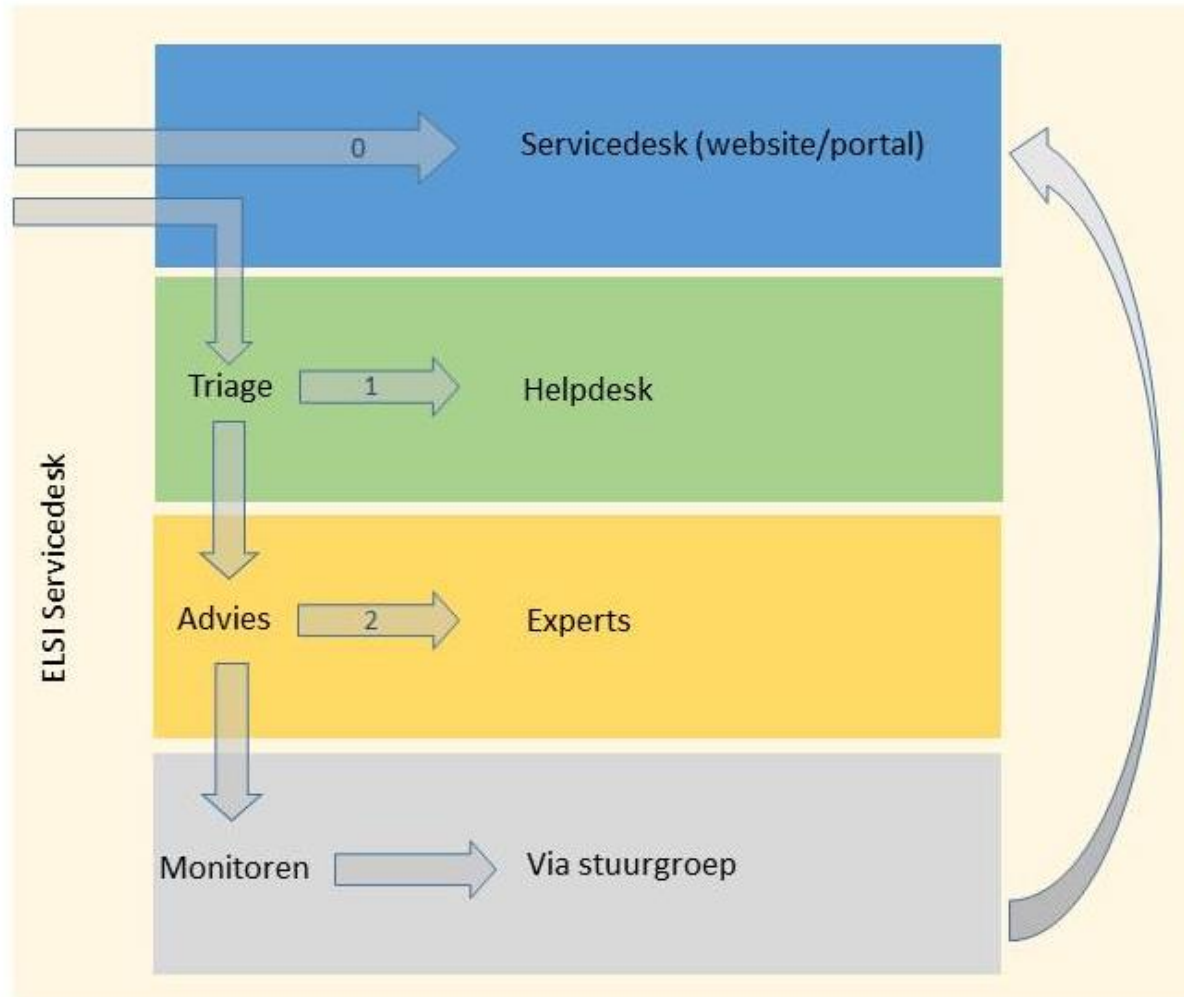 0
Servicedesk (website/portal)
Triage
1
Helpdesk
Advies
2
Experts
Monitoren
Via stuurgroep
ELSI Servicedesk